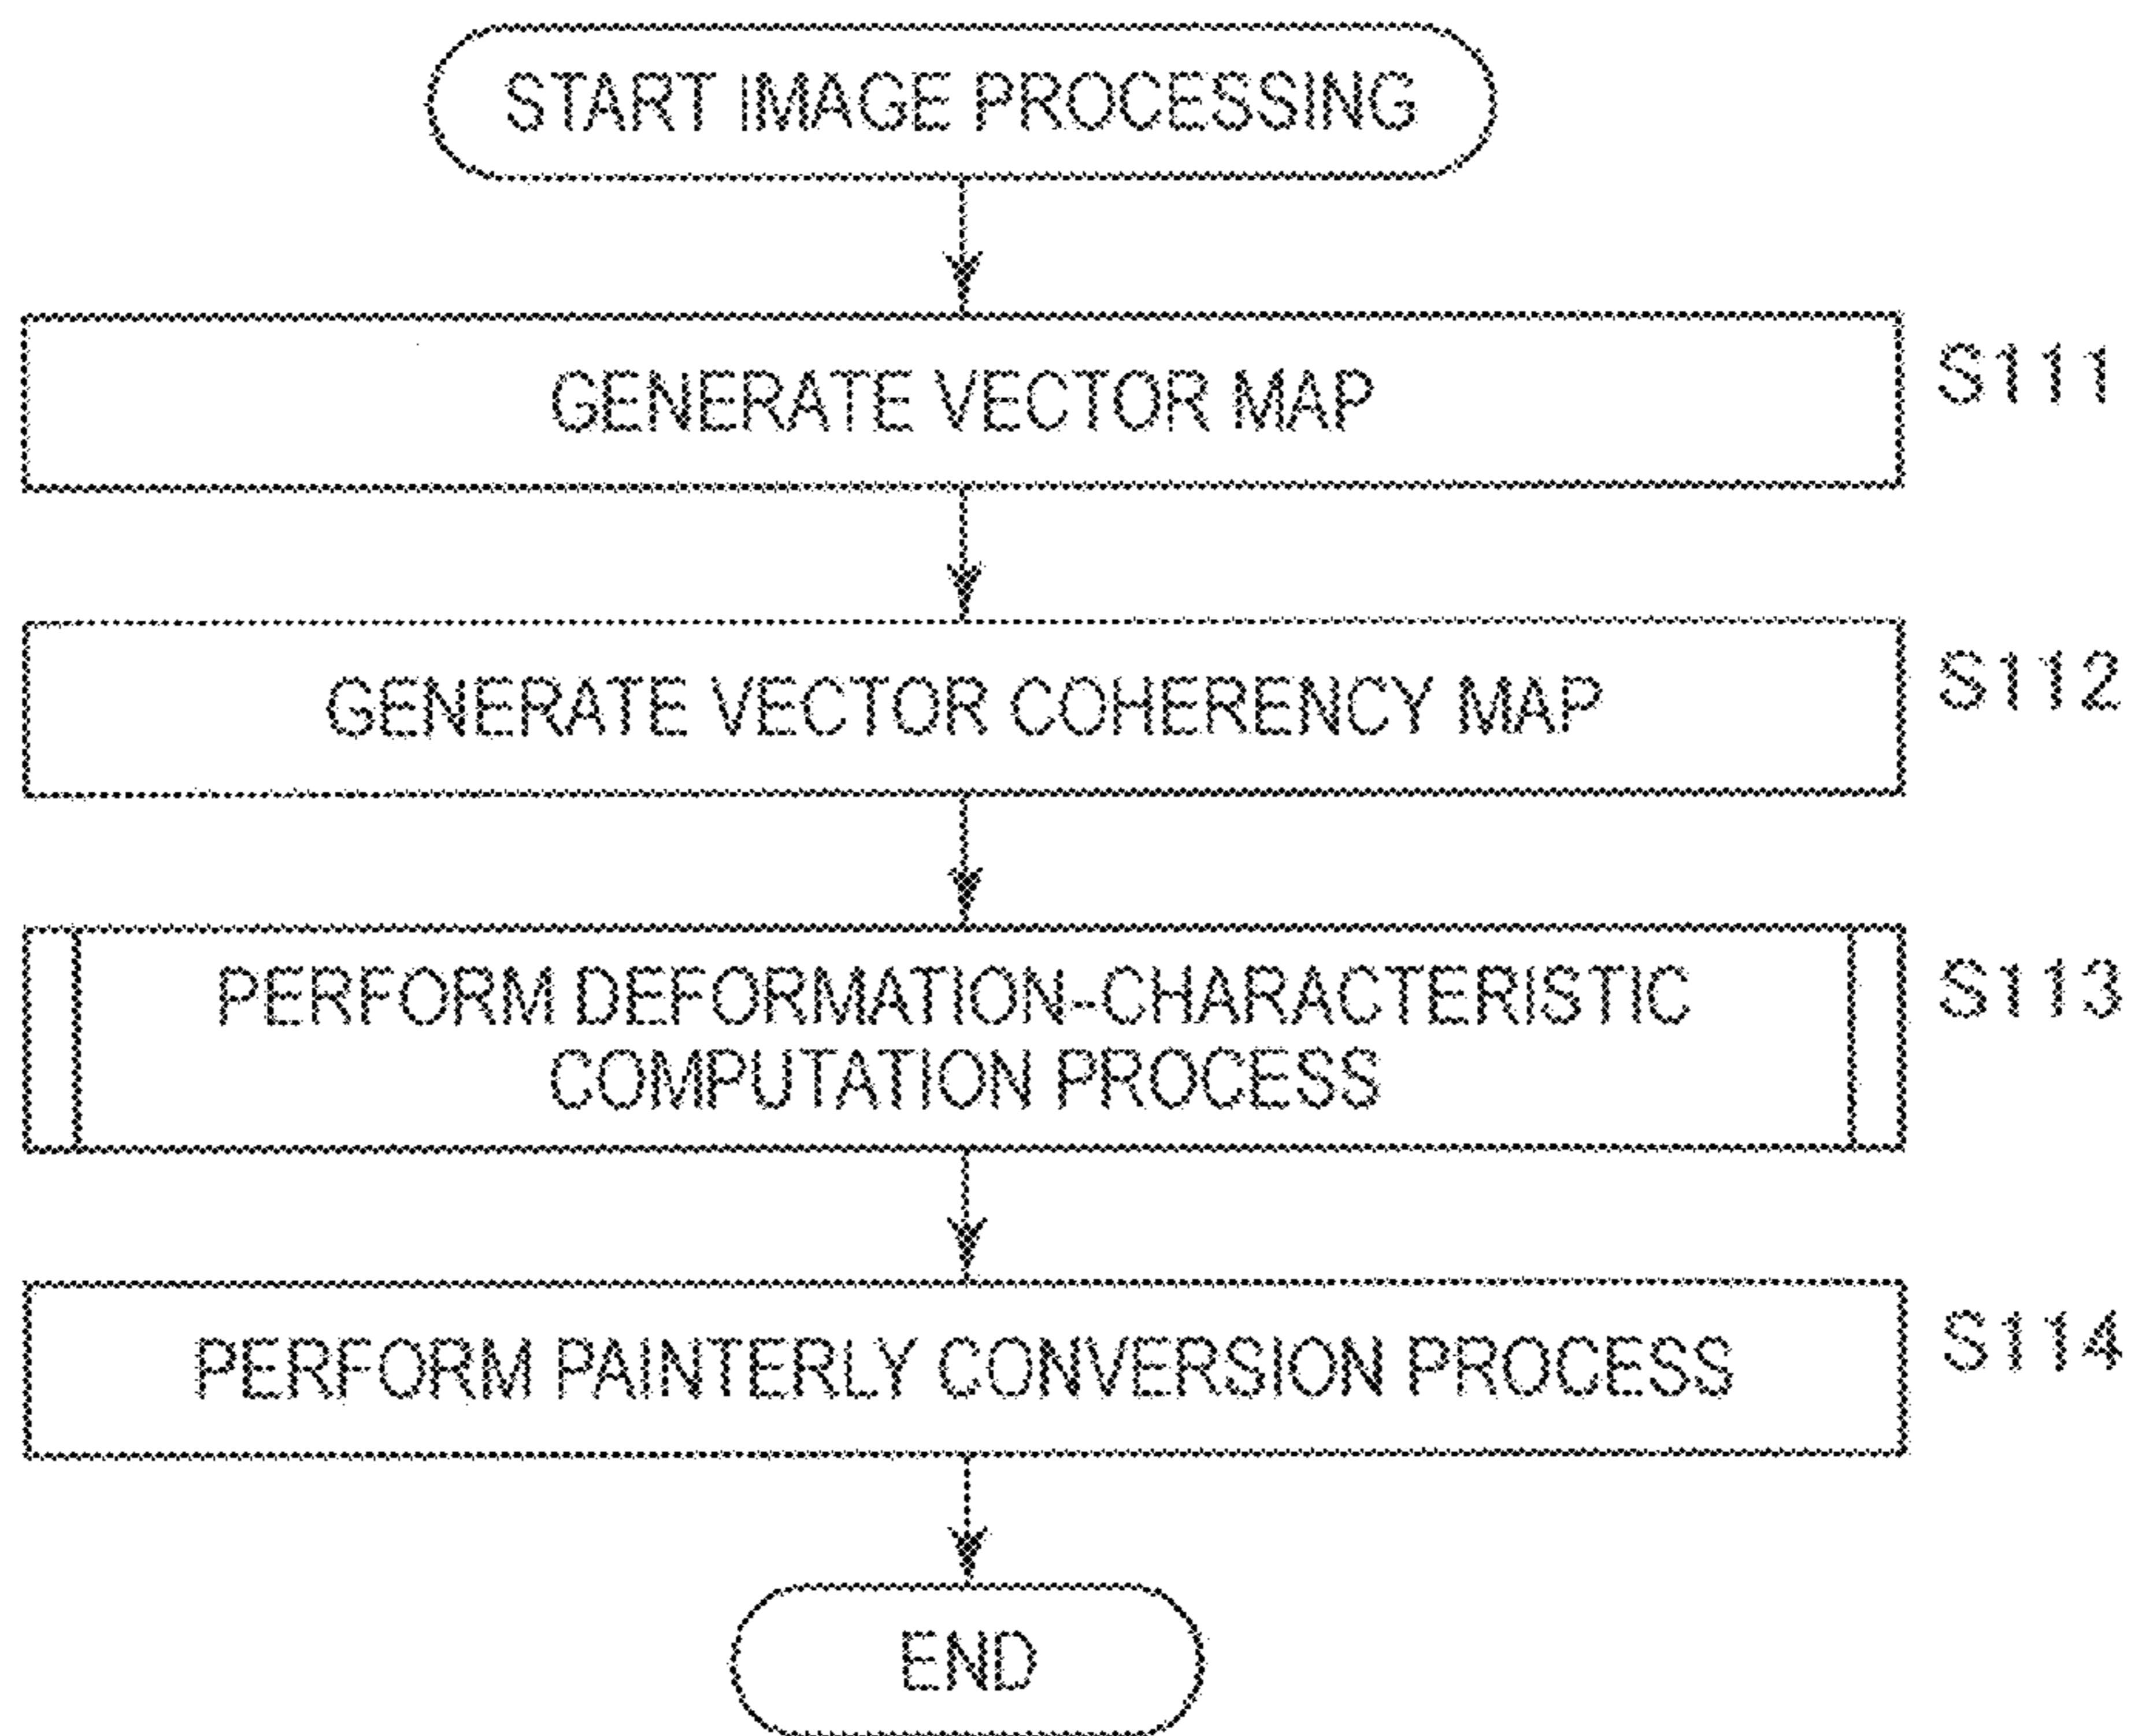 START IMAGE PROCESSING
GENERATE VECTOR MAP
S111
GENERATE VECTOR COHERENCY MAP
S112
PERFORM DEFORMATION-CHARACTERISTIC
COMPUTATION PROCESS
S113
PERFORM PAINTERLY CONVERSION PROCESS
S114
END